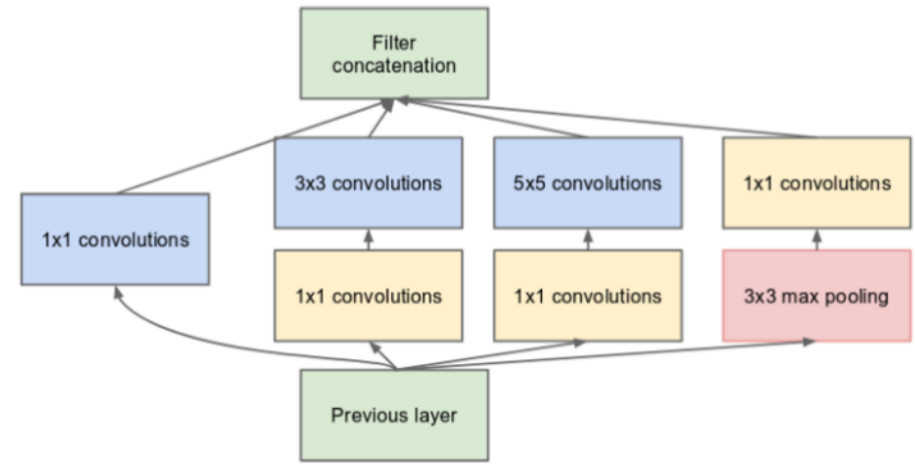 Filter
concatenation
3x3 convolutions
5x5 convolutions
1x1 convolutions
1x1 convolutions
1x1 convolutions
1x1 convolutions
3x3 max pooling
Previous layer